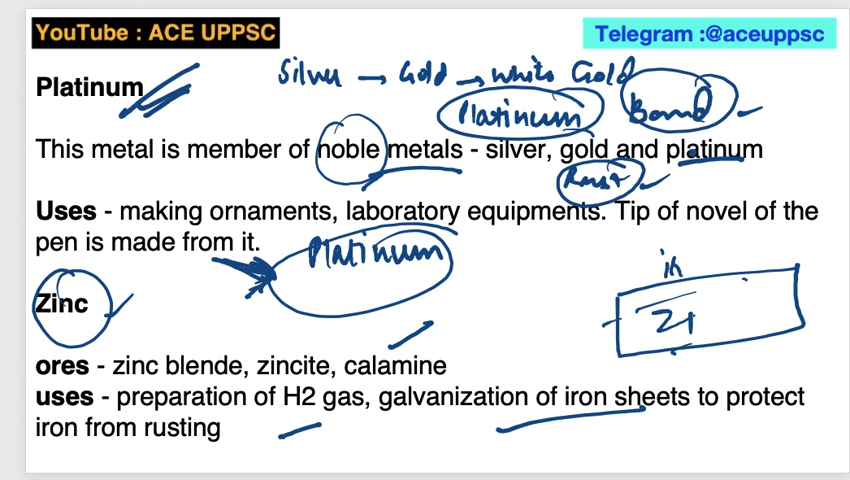 YouTube : ACE UPPSC
Telegram :@aceuppsc
Silver → Gold → White Gold
Platinum
Platinum Bond
This metal is member of noble metals - silver, gold and platinum
Rust
Uses - making ornaments, laboratory equipments. Tip of novel of the
pen is made from it.
Platinum
Zinc
Zn
ores - zinc blende, zincite, calamine
uses - preparation of H2 gas, galvanization of iron sheets to protect
iron from rusting